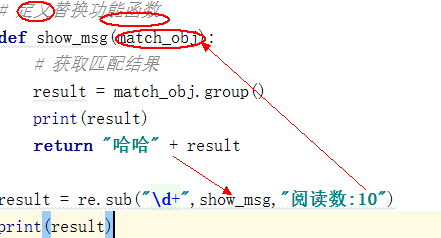 # 定义替换功能函数
def show_msg(match_obj):
# 获取匹配结果
result = match_obj.group()
print(result)
return "哈哈" + result
result = re.sub("\d+",show_msg,"阅读数:10")
print(result)